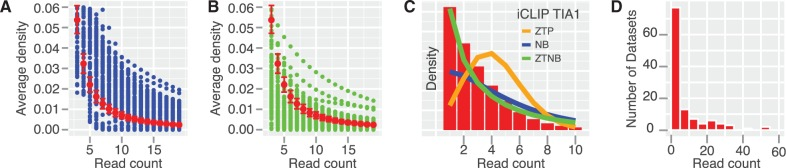 A
Average density
0.06
0.05
0.04
0.03
0.02
0.01
0.00
5 10 15
Read count
B
Average density
0.06
0.05
0.04
0.03
0.02
0.01
0.00
5 10 15
Read count
C
iCLIP TIA1
ZTP
NB
ZTNB
Density
2 4 6 8 10
Read count
D
Number of Datasets
80
60
40
20
0
0 20 40 60
Read count